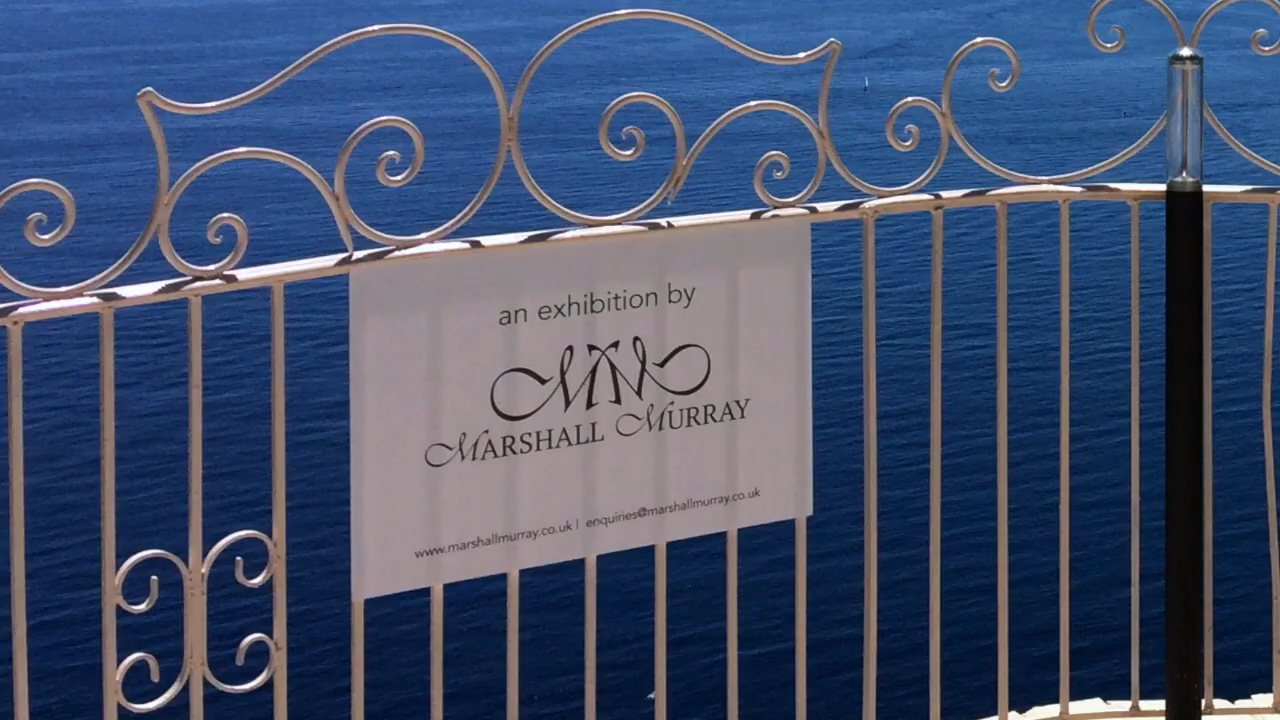 an exhibition by
MM
MARSHALL MURRAY
www.marshallmurray.co.uk | enquiries@marshallmurray.co.uk